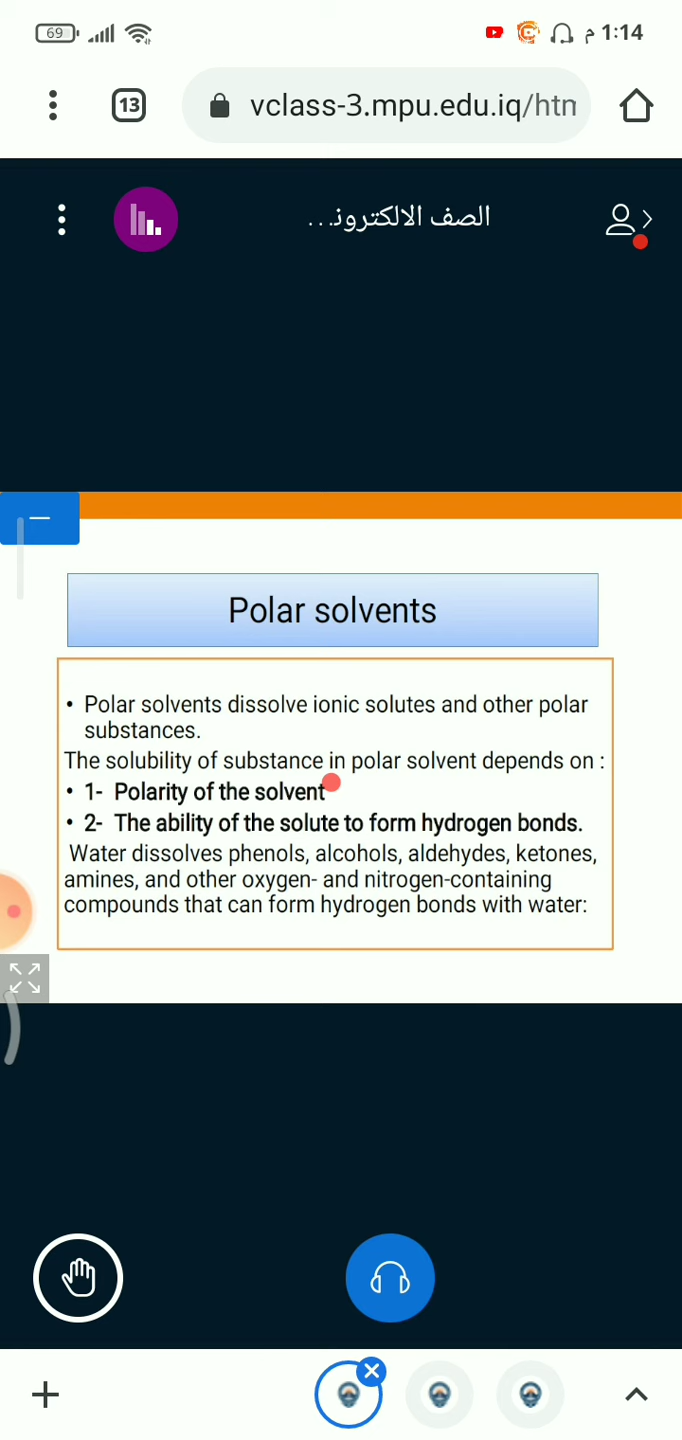 69
م 1:14
13
vclass-3.mpu.edu.iq/htm
الصف الالكترونـ...
Polar solvents
• Polar solvents dissolve ionic solutes and other polar
substances.
The solubility of substance in polar solvent depends on :
• 1- Polarity of the solvent
• 2- The ability of the solute to form hydrogen bonds.
Water dissolves phenols, alcohols, aldehydes, ketones,
amines, and other oxygen- and nitrogen-containing
compounds that can form hydrogen bonds with water: